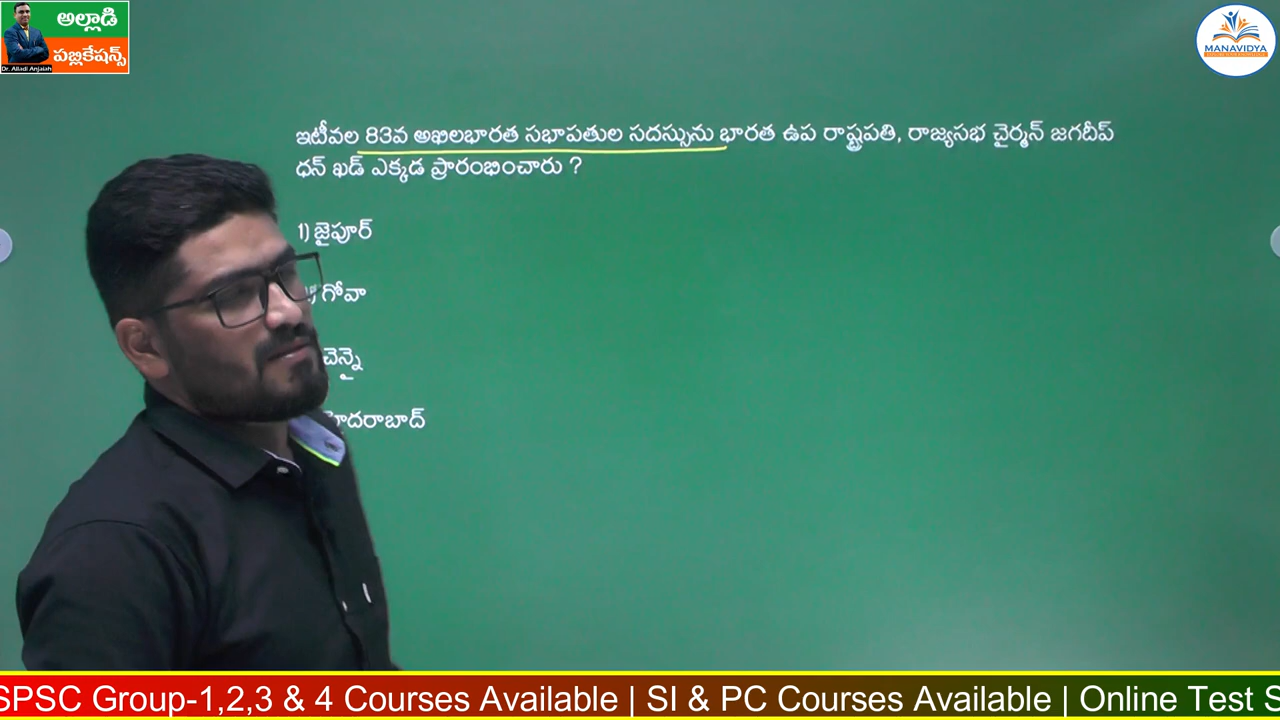 అల్లాడి
పబ్లికేషన్స్
Dr. Alladi Anjaiah
MANAVIDYA
ఇటీవల 83వ అఖిలభారత సభాపతుల సదస్సును భారత ఉప రాష్ట్రపతి, రాజ్యసభ చైర్మన్ జగదీప్
ధన్ ఖడ్ ఎక్కడ ప్రారంభించారు ?
1) జైపూర్
గోవా
చెన్నై
SPSC Group-1,2,3 & 4 Courses Available | SI & PC Courses Available | Online Test S